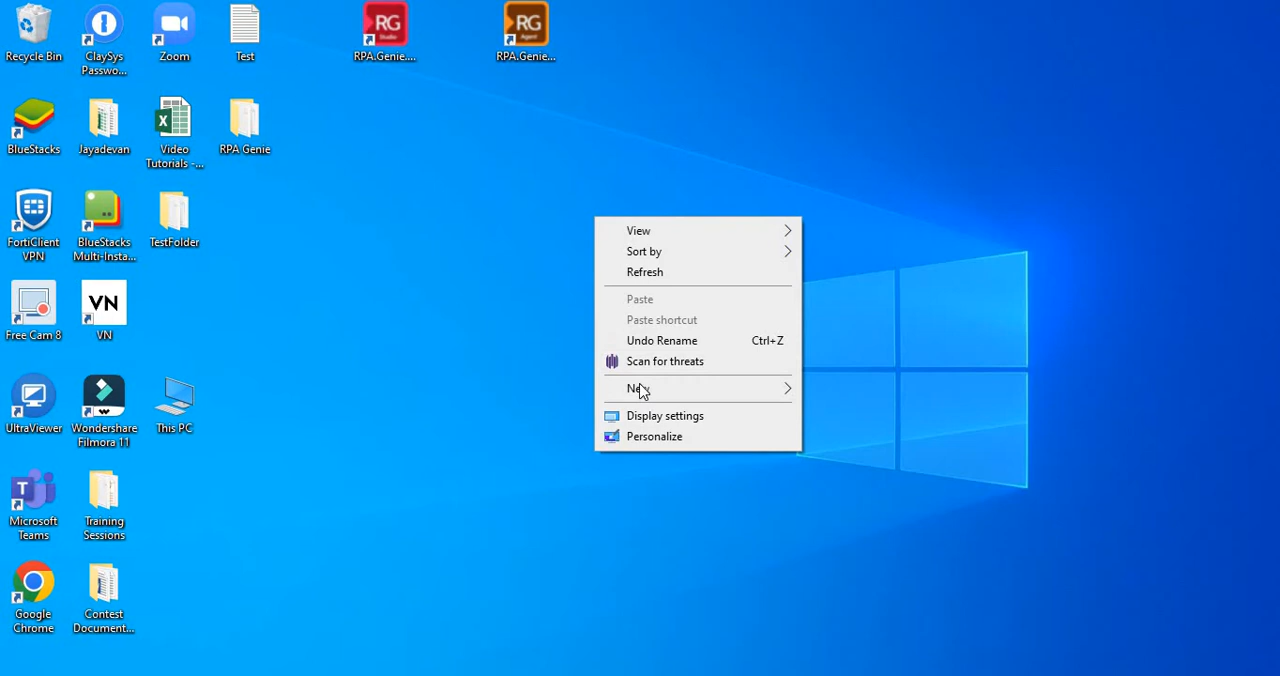 RG
Studio
RG
Agent
Recycle Bin
ClaySys
Passwo...
Zoom
Test
RPA.Genie....
RPA.Genie...
BlueStacks
Jayadevan
Video
Tutorials -...
RPA Genie
FortiClient
VPN
BlueStacks
Multi-Insta...
TestFolder
VN
Free Cam 8
VN
UltraViewer
Wondershare
Filmora 11
This PC
Microsoft
Teams
Training
Sessions
Google
Chrome
Contest
Document...
View
Sort by
Refresh
Paste
Paste shortcut
Undo Rename Ctrl+Z
Scan for threats
New
Display settings
Personalize